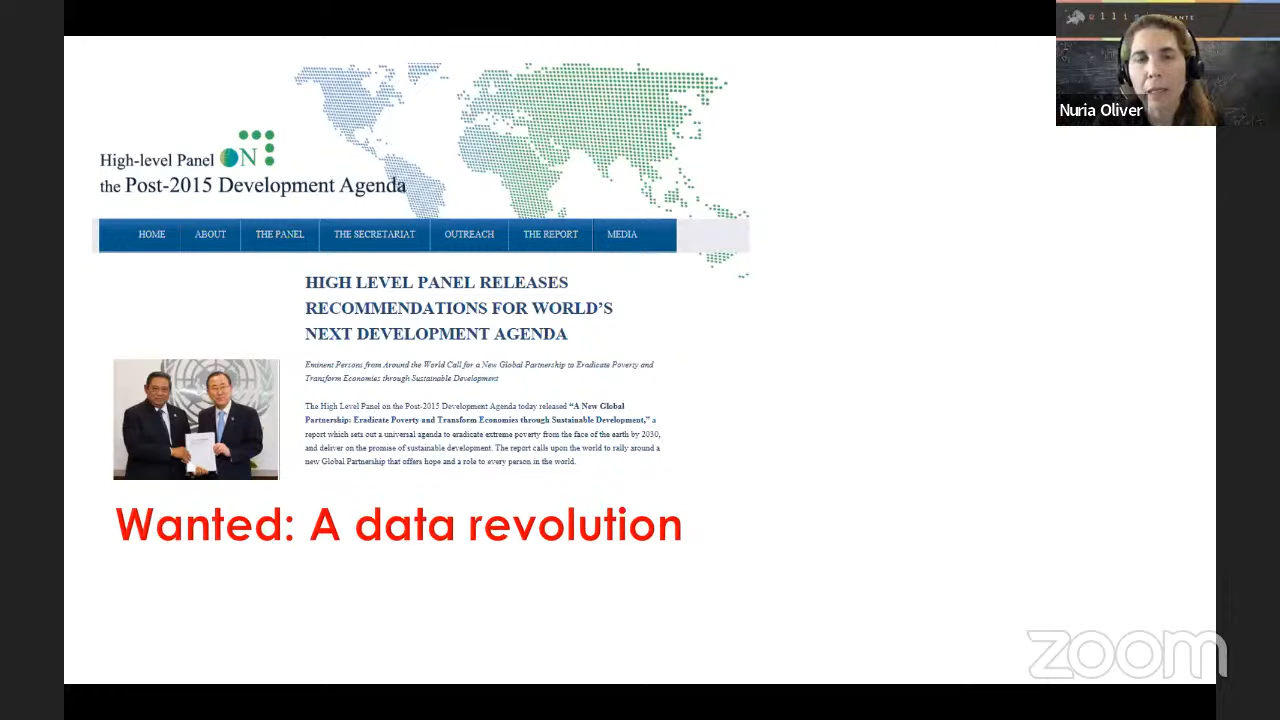 ellis ALICANTE
Nuria Oliver
High-level Panel ON
the Post-2015 Development Agenda
HOME ABOUT THE PANEL THE SECRETARIAT OUTREACH THE REPORT MEDIA
HIGH LEVEL PANEL RELEASES
RECOMMENDATIONS FOR WORLD’S
NEXT DEVELOPMENT AGENDA
Eminent Persons from Around the World Call for a New Global Partnership to Eradicate Poverty and
Transform Economies through Sustainable Development
The High Level Panel on the Post-2015 Development Agenda today released “A New Global
Partnership: Eradicate Poverty and Transform Economies through Sustainable Development,” a
report which sets out a universal agenda to eradicate extreme poverty from the face of the earth by 2030,
and deliver on the promise of sustainable development. The report calls upon the world to rally around a
new Global Partnership that offers hope and a role to every person in the world.
Wanted: A data revolution
zoom